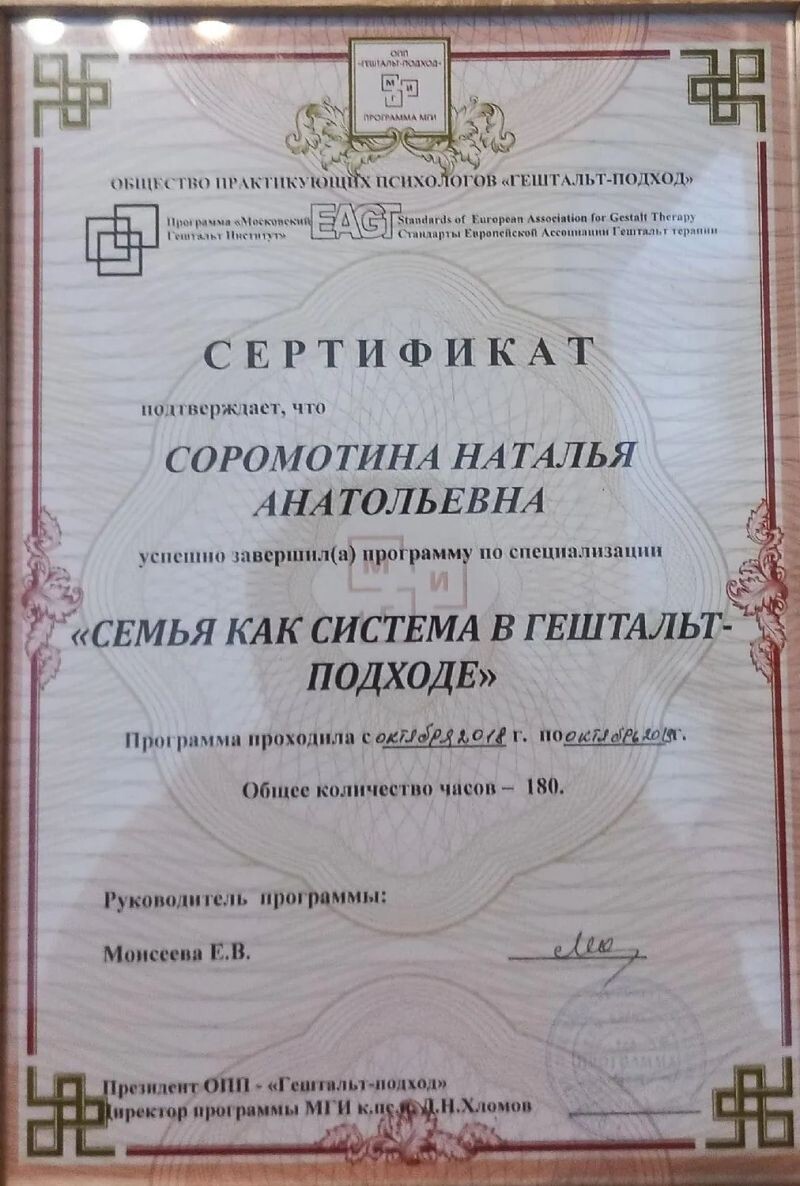 ОПП
«ГЕШТАЛЬТ-ПОДХОД»
М
И
Г
ПРОГРАММА МГИ
ОБЩЕСТВО ПРАКТИКУЮЩИХ ПСИХОЛОГОВ «ГЕШТАЛЬТ-ПОДХОД»
Программа «Московский
Гештальт Институт»
EAGT
Standards of European Association for Gestalt Therapy
Стандарты Европейской Ассоциации Гештальт терапии
СЕРТИФИКАТ
подтверждает, что
СОРОМОТИНА НАТАЛЬЯ
АНАТОЛЬЕВНА
успешно завершил(а) программу по специализации
М
И
«СЕМЬЯ КАК СИСТЕМА В ГЕШТАЛЬТ-
ПОДХОДЕ»
Программа проходила с октября 2018 г. по октябрь 2019г.
Общее количество часов – 180.
Руководитель программы:
Моисеева Е.В.
Президент ОПП - «Гештальт-подход»
Директор программы МГИ к.пс.н. Д.Н.Хломов